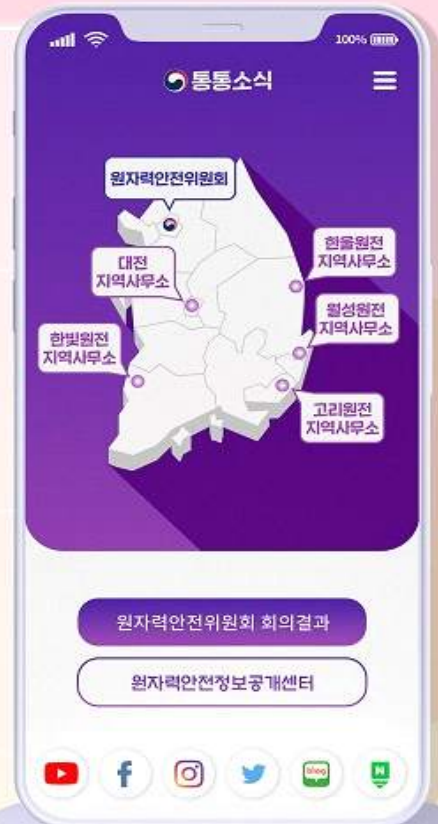 100%
통통소식
원자력안전위원회
한울원전
지역사무소
대전
지역사무소
월성원전
지역사무소
한빛원전
지역사무소
고리원전
지역사무소
원자력안전위원회 회의결과
원자력안전정보공개센터
blog
N